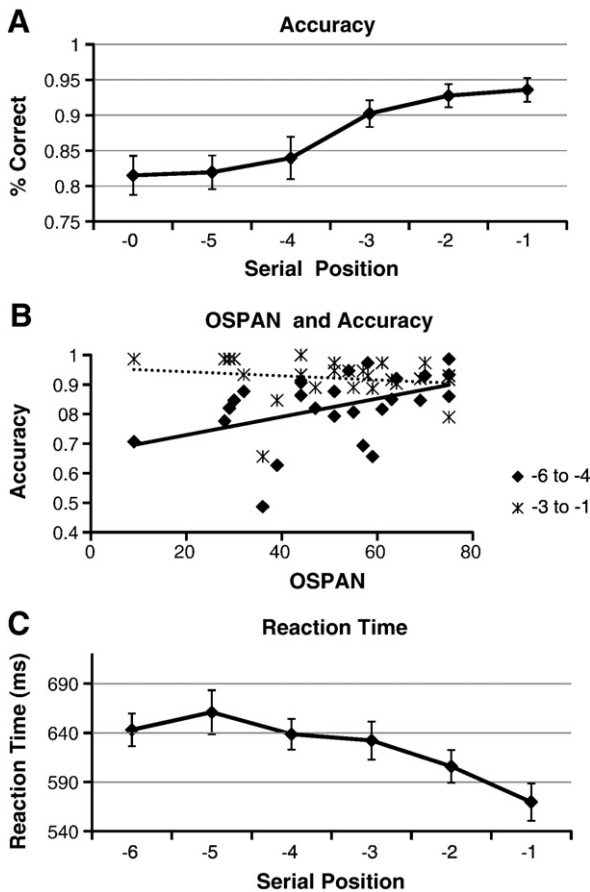 A
Accuracy
% Correct
1
0.95
0.9
0.85
0.8
0.75
-0 -5 -4 -3 -2 -1
Serial Position
B
OSPAN and Accuracy
Accuracy
1
0.9
0.8
0.7
0.6
0.5
0.4
0 20 40 60 80
OSPAN
-6 to -4
-3 to -1
C
Reaction Time
Reaction Time (ms)
690
640
590
540
-6 -5 -4 -3 -2 -1
Serial Position